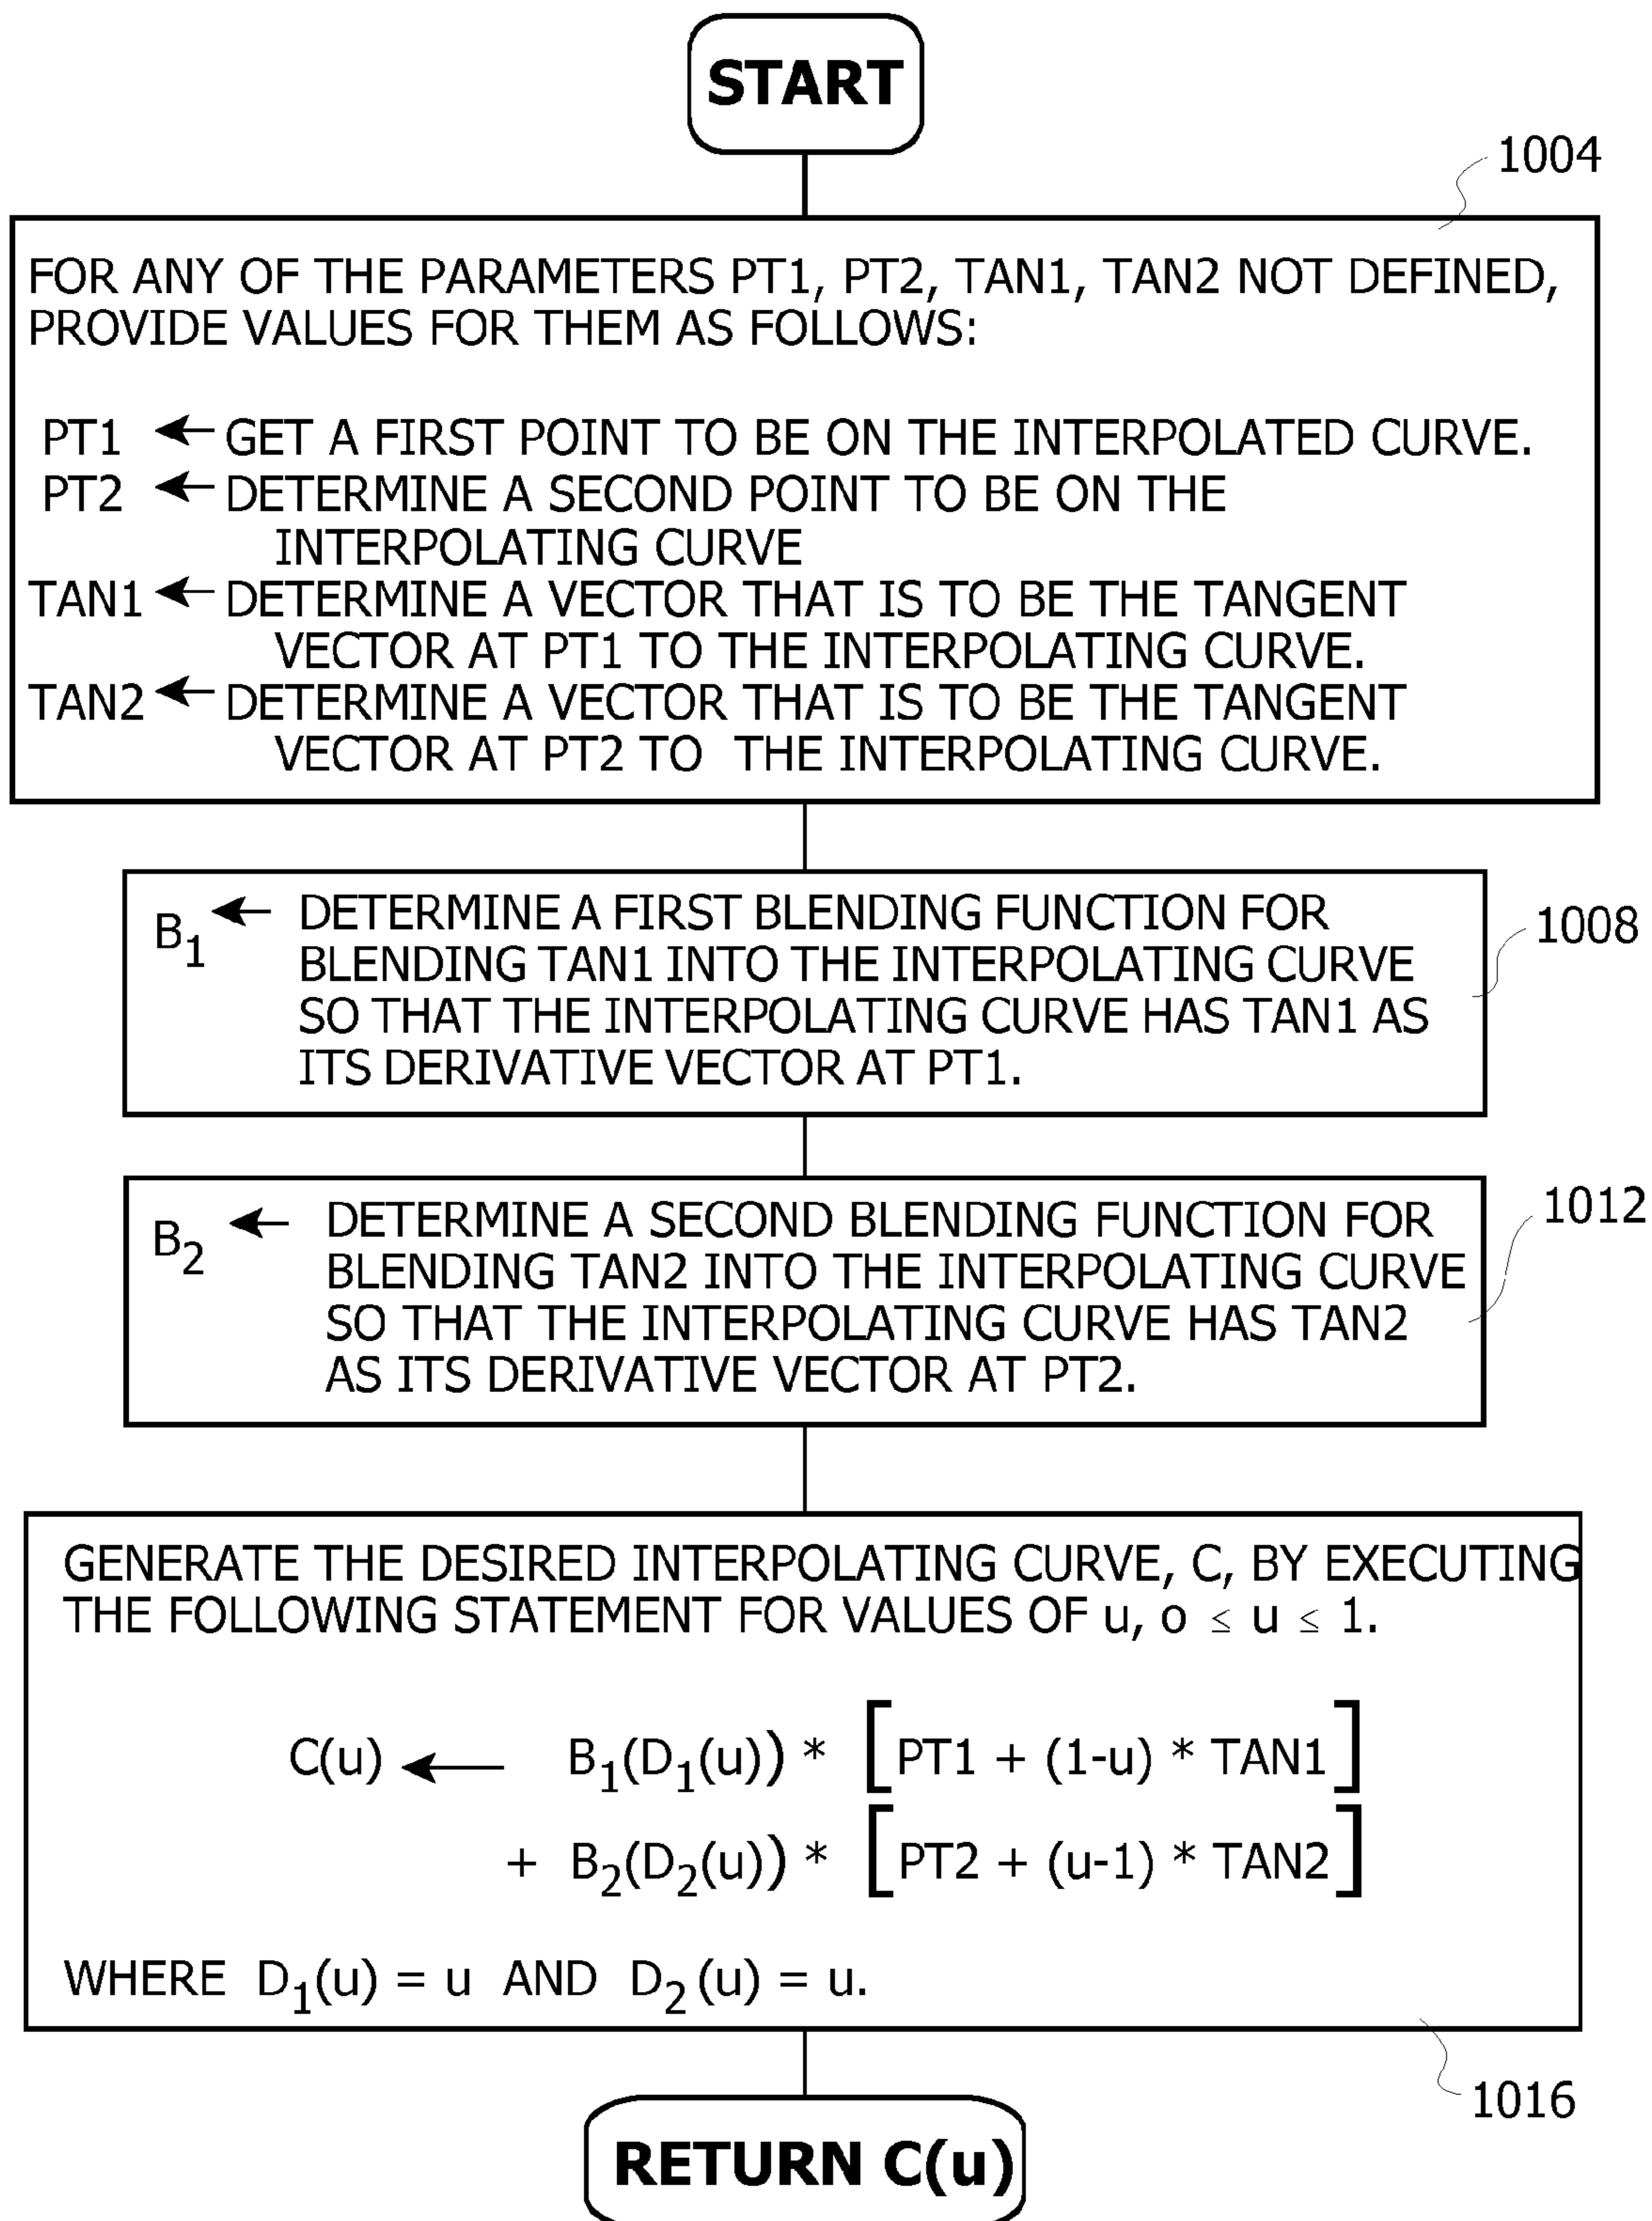 START
1004
FOR ANY OF THE PARAMETERS PT1, PT2, TAN1, TAN2 NOT DEFINED,
PROVIDE VALUES FOR THEM AS FOLLOWS:
PT1 ← GET A FIRST POINT TO BE ON THE INTERPOLATED CURVE.
PT2 ← DETERMINE A SECOND POINT TO BE ON THE
INTERPOLATING CURVE
TAN1 ← DETERMINE A VECTOR THAT IS TO BE THE TANGENT
VECTOR AT PT1 TO THE INTERPOLATING CURVE.
TAN2 ← DETERMINE A VECTOR THAT IS TO BE THE TANGENT
VECTOR AT PT2 TO THE INTERPOLATING CURVE.
B1 ← DETERMINE A FIRST BLENDING FUNCTION FOR
BLENDING TAN1 INTO THE INTERPOLATING CURVE
SO THAT THE INTERPOLATING CURVE HAS TAN1 AS
ITS DERIVATIVE VECTOR AT PT1.
1008
B2 ← DETERMINE A SECOND BLENDING FUNCTION FOR
BLENDING TAN2 INTO THE INTERPOLATING CURVE
SO THAT THE INTERPOLATING CURVE HAS TAN2
AS ITS DERIVATIVE VECTOR AT PT2.
1012
GENERATE THE DESIRED INTERPOLATING CURVE, C, BY EXECUTING
THE FOLLOWING STATEMENT FOR VALUES OF u, o ≤ u ≤ 1.
C(u) ← B1(D1(u)) * [PT1 + (1-u) * TAN1]
+ B2(D2(u)) * [PT2 + (u-1) * TAN2]
WHERE D1(u) = u AND D2(u) = u.
1016
RETURN C(u)